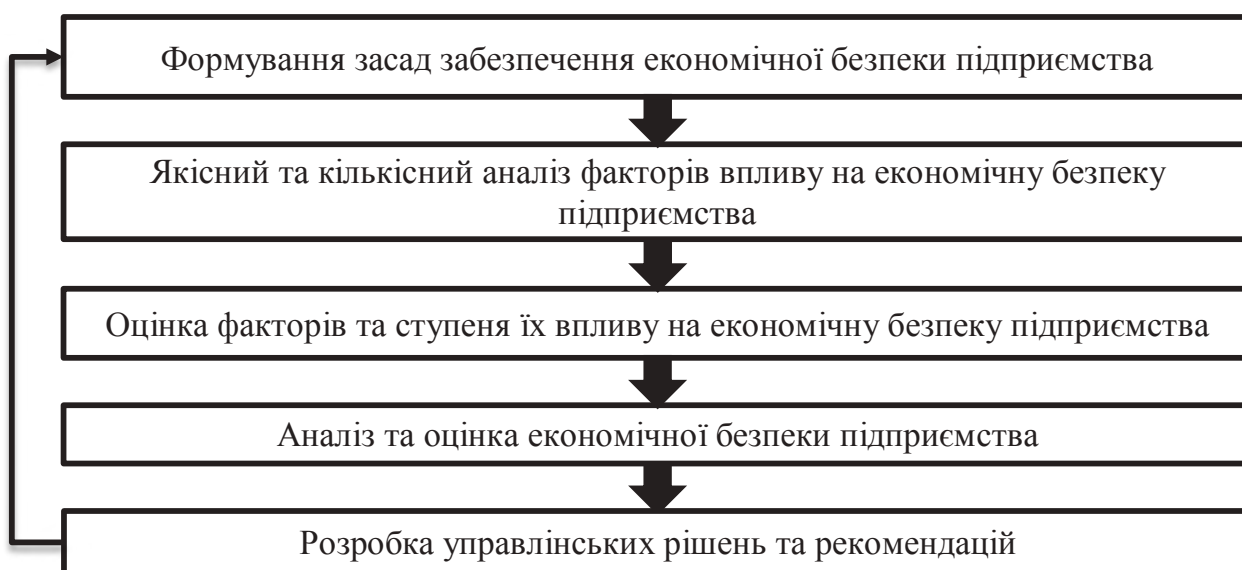 Формування засад забезпечення економічної безпеки підприємства
Якісний та кількісний аналіз факторів впливу на економічну безпеку
підприємства
Оцінка факторів та ступеня їх впливу на економічну безпеку підприємства
Аналіз та оцінка економічної безпеки підприємства
Розробка управлінських рішень та рекомендацій